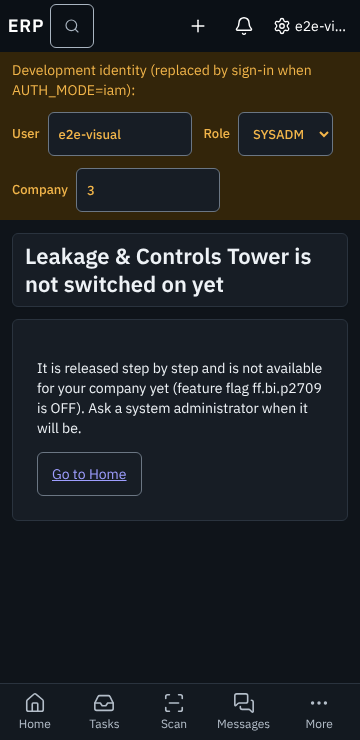 ERP
e2e-vi...
Development identity (replaced by sign-in when
AUTH_MODE=iam):
User e2e-visual Role SYSADM
Company 3
Leakage & Controls Tower is
not switched on yet
It is released step by step and is not available
for your company yet (feature flag ff.bi.p2709
is OFF). Ask a system administrator when it
will be.
Go to Home
Home Tasks Scan Messages More